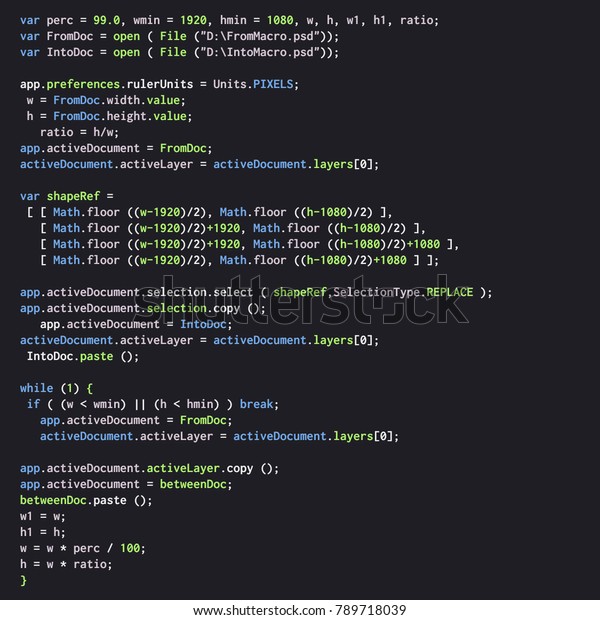 var perc = 99.0, wmin = 1920, hmin = 1080, w, h, w1, h1, ratio;
var FromDoc = open ( File ("D:\FromMacro.psd"));
var IntoDoc = open ( File ("D:\IntoMacro.psd"));
app.preferences.rulerUnits = Units.PIXELS;
w = FromDoc.width.value;
h = FromDoc.height.value;
ratio = h/w;
app.activeDocument = FromDoc;
activeDocument.activeLayer = activeDocument.layers[0];
var shapeRef =
[ [ Math.floor ((w-1920)/2), Math.floor ((h-1080)/2) ],
[ Math.floor ((w-1920)/2)+1920, Math.floor ((h-1080)/2) ],
[ Math.floor ((w-1920)/2)+1920, Math.floor ((h-1080)/2)+1080 ],
[ Math.floor ((w-1920)/2), Math.floor ((h-1080)/2)+1080 ] ];
app.activeDocument.selection.select ( shapeRef,SelectionType.REPLACE );
shutterstock
app.activeDocument.selection.copy ();
app.activeDocument = IntoDoc;
activeDocument.activeLayer = activeDocument.layers[0];
IntoDoc.paste ();
while (1) {
if ( (w < wmin) || (h < hmin) ) break;
app.activeDocument = FromDoc;
activeDocument.activeLayer = activeDocument.layers[0];
app.activeDocument.activeLayer.copy ();
app.activeDocument = betweenDoc;
betweenDoc.paste ();
w1 = w;
h1 = h;
w = w * perc / 100;
h = w * ratio;
}
www.shutterstock.com · 789718039